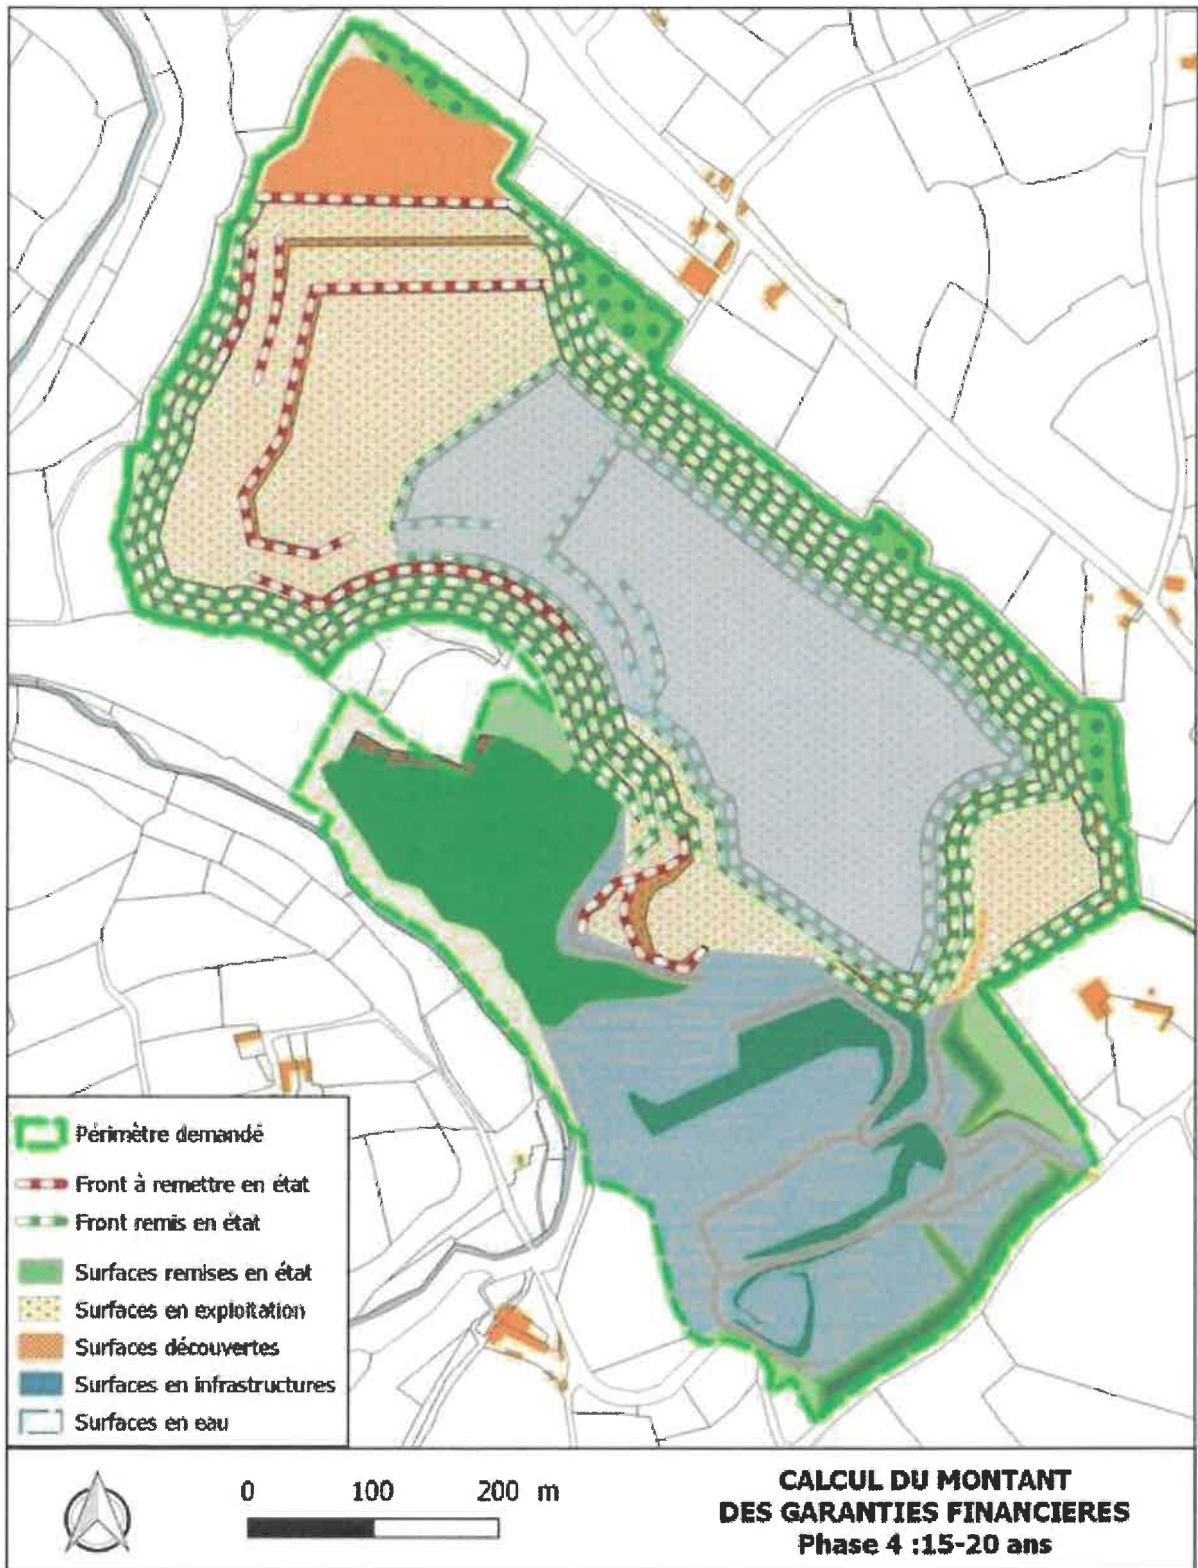 Périmètre demandé
Front à remettre en état
Front remis en état
Surfaces remises en état
Surfaces en exploitation
Surfaces découvertes
Surfaces en infrastructures
Surfaces en eau
0 100 200 m
CALCUL DU MONTANT
DES GARANTIES FINANCIERES
Phase 4 :15-20 ans